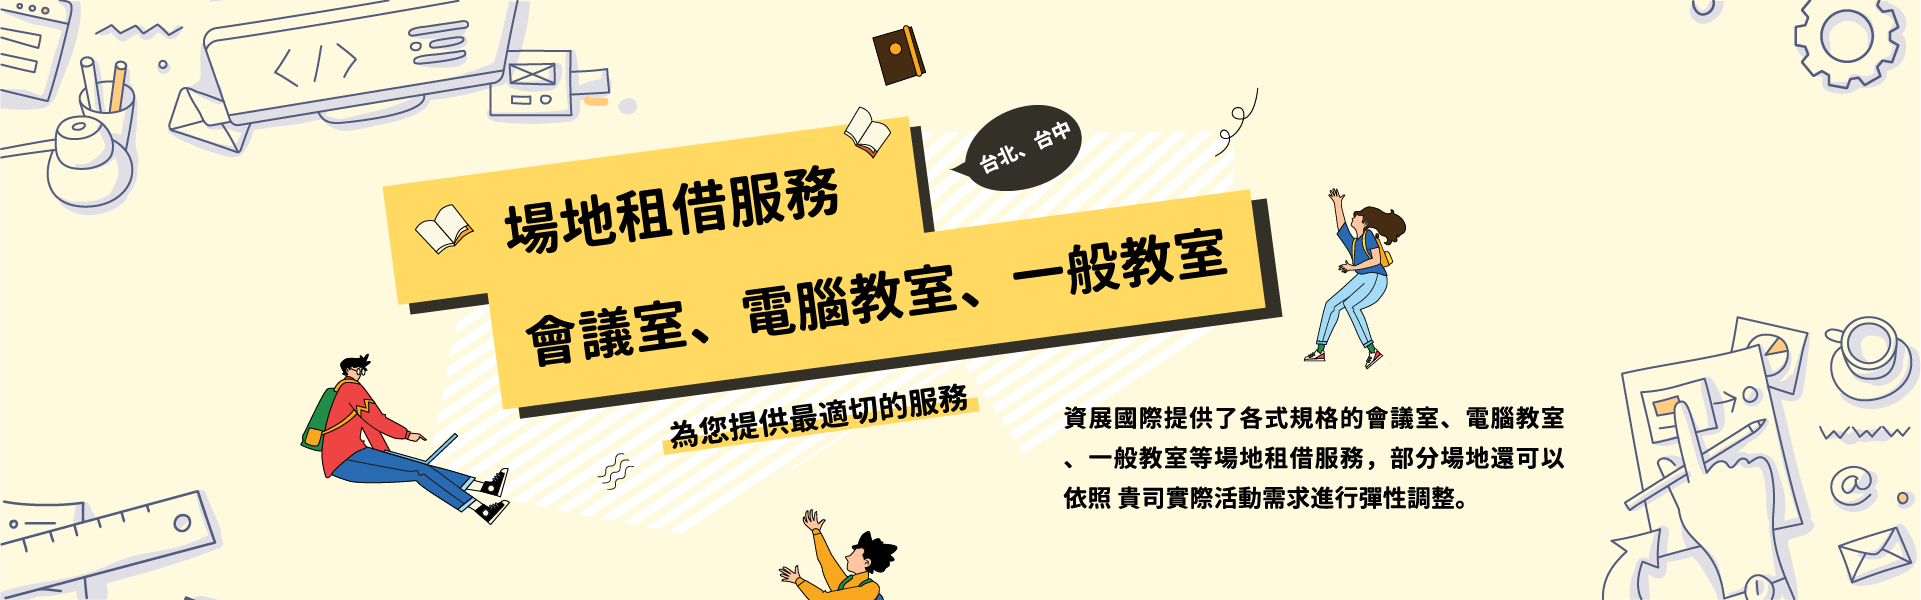 台北、台中
場地租借服務
會議室、電腦教室、一般教室
為您提供最適切的服務
資展國際提供了各式規格的會議室、電腦教室
、一般教室等場地租借服務，部分場地還可以
依照 貴司實際活動需求進行彈性調整。